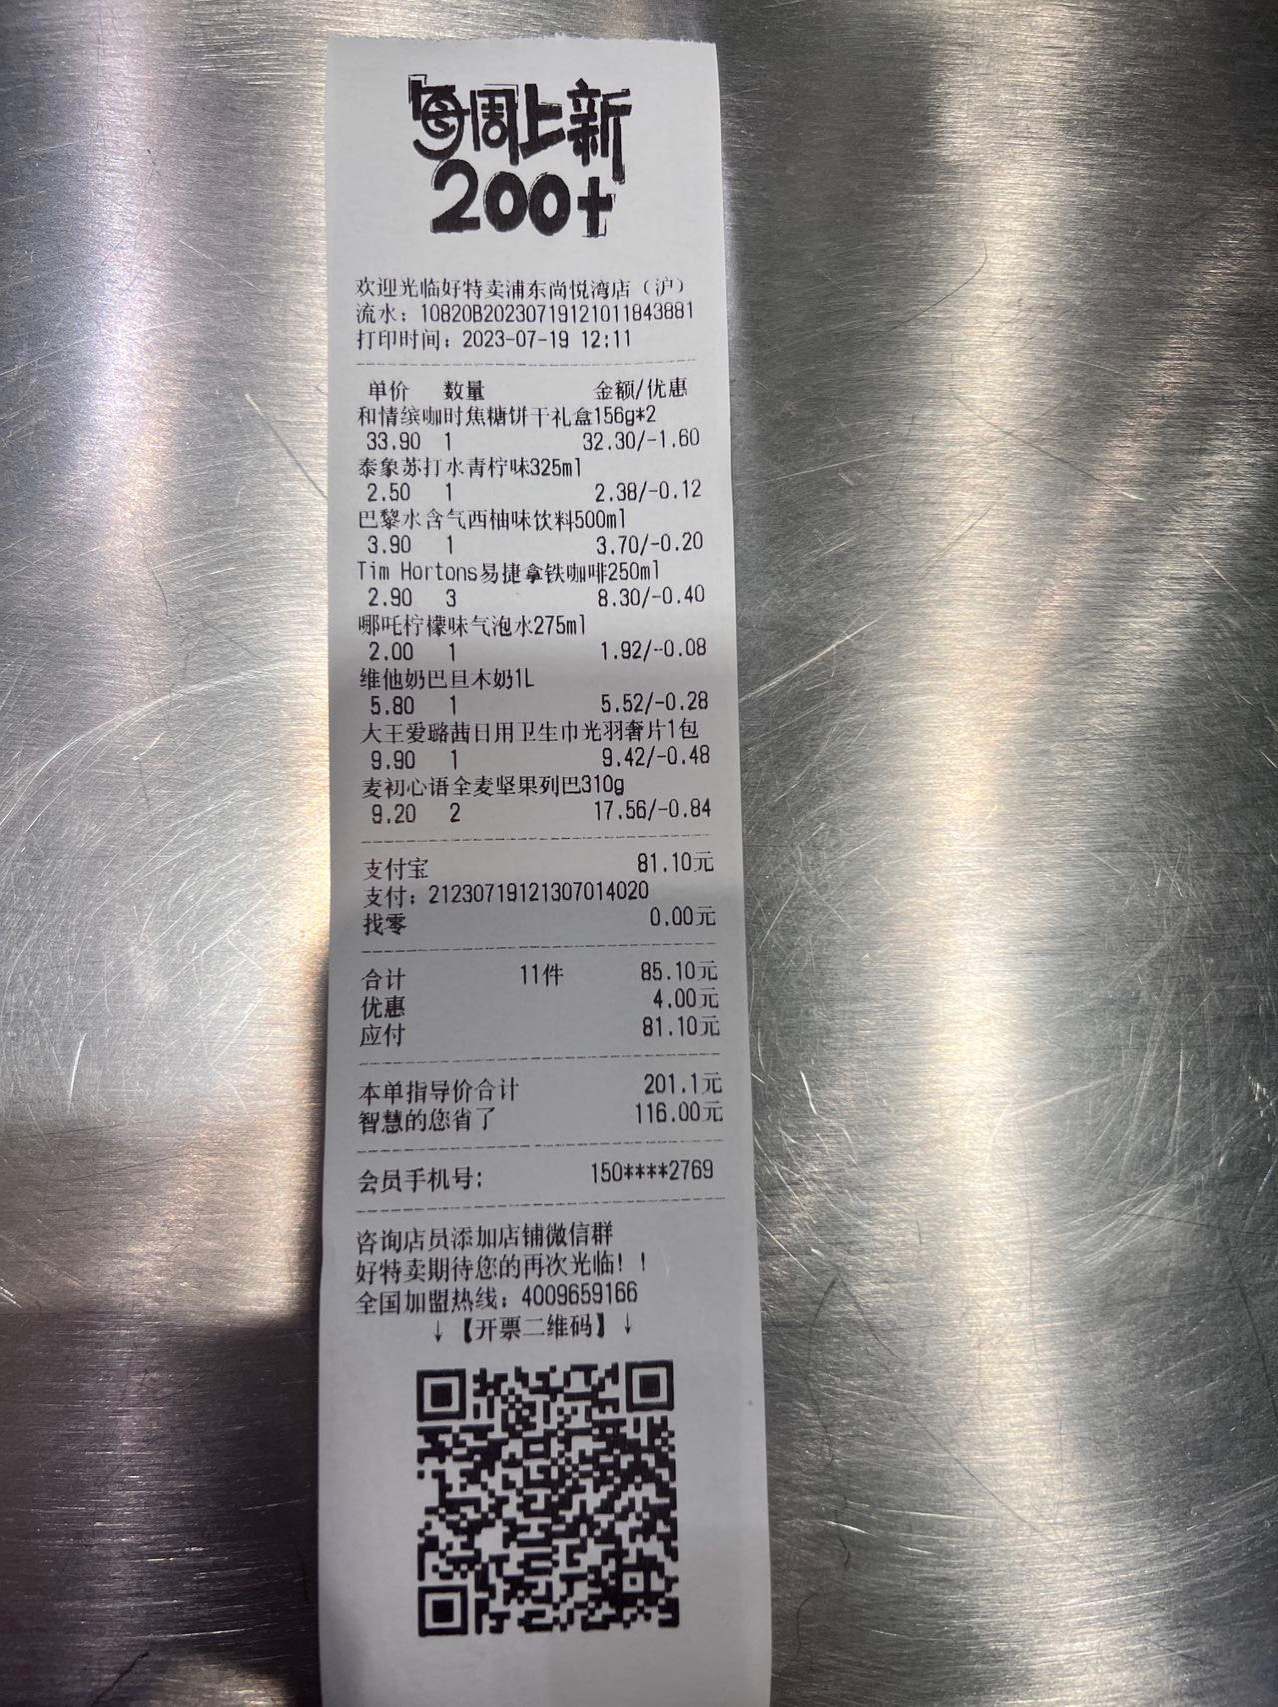 每周上新
200+
欢迎光临好特卖浦东尚悦湾店（沪）
流水：10820B20230719121011843881
打印时间：2023-07-19 12:11
单价 数量 金额/优惠
和情缤咖时焦糖饼干礼盒156g*2
33.90 1 32.30/-1.60
泰象苏打水青柠味325ml
2.50 1 2.38/-0.12
巴黎水含气西柚味饮料500ml
3.90 1 3.70/-0.20
Tim Hortons易捷拿铁咖啡250ml
2.90 3 8.30/-0.40
哪吒柠檬味气泡水275ml
2.00 1 1.92/-0.08
维他奶巴旦木奶1L
5.80 1 5.52/-0.28
大王爱璐茜日用卫生巾光羽奢片1包
9.90 1 9.42/-0.48
麦初心语全麦坚果列巴310g
9.20 2 17.56/-0.84
支付宝 81.10元
支付：21230719121307014020
找零 0.00元
合计 11件 85.10元
优惠 4.00元
应付 81.10元
本单指导价合计 201.1元
智慧的您省了 116.00元
会员手机号: 150****2769
咨询店员添加店铺微信群
好特卖期待您的再次光临！！
全国加盟热线：4009659166
↓【开票二维码】↓